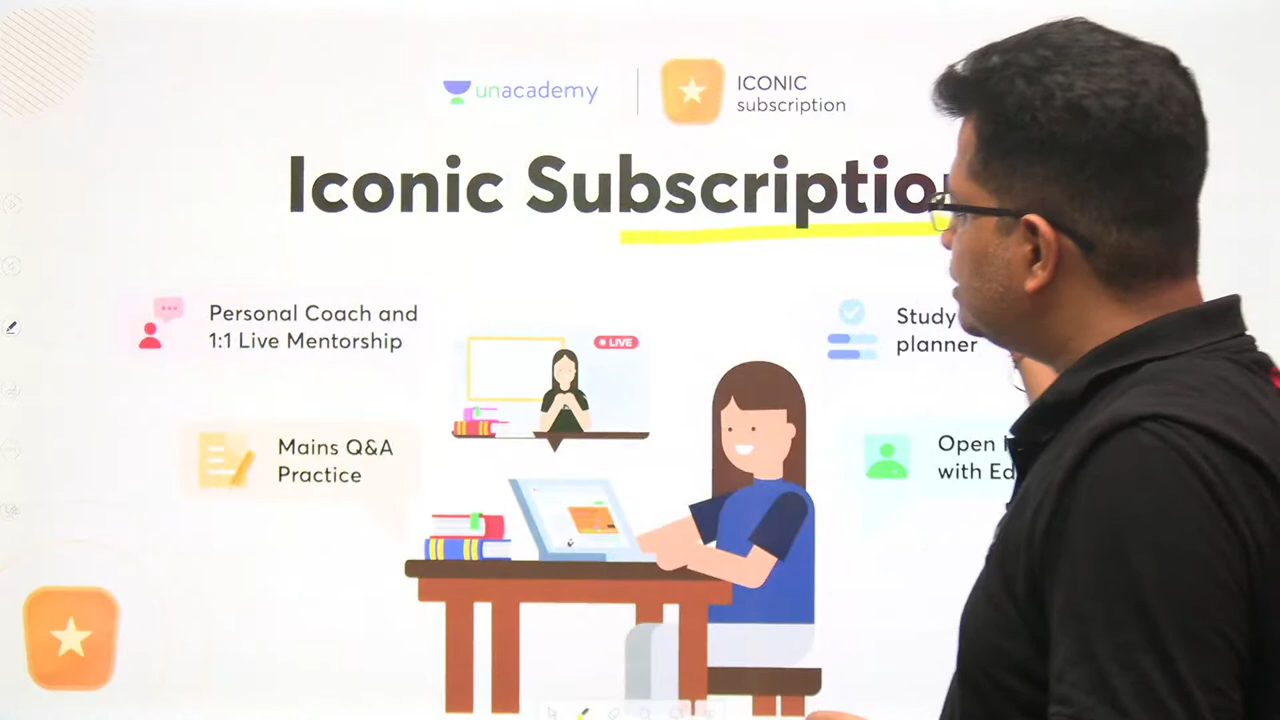 unacademy
ICONIC
subscription
Iconic Subscriptio
Personal Coach and
1:1 Live Mentorship
LIVE
Study
planner
Mains Q&A
Practice
Open
with Ed